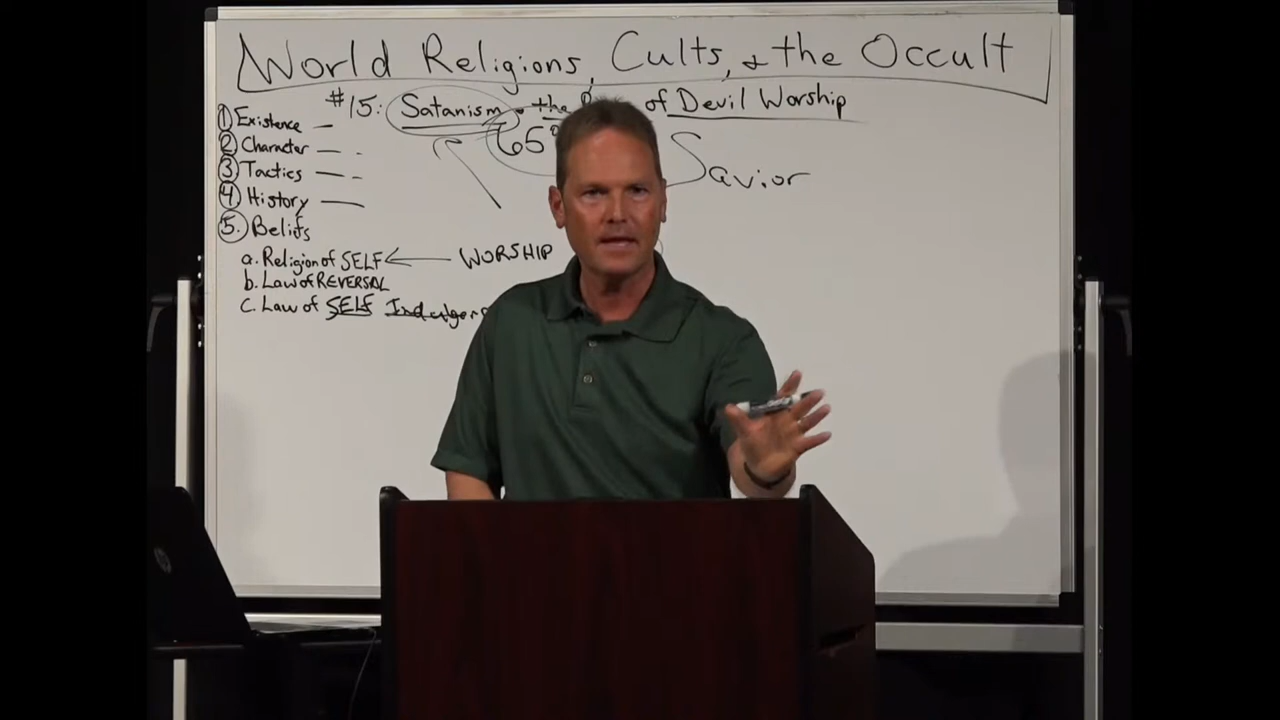 World Religions, Cults, & the Occult
#15: Satanism - the of Devil Worship
① Existence —
② Character — -
③ Tactics — -
④ History —
⑤. Beliefs
a. Religion of SELF ← WORSHIP
b. Law of REVERSAL
c. Law of SELF
65
Savior
hp